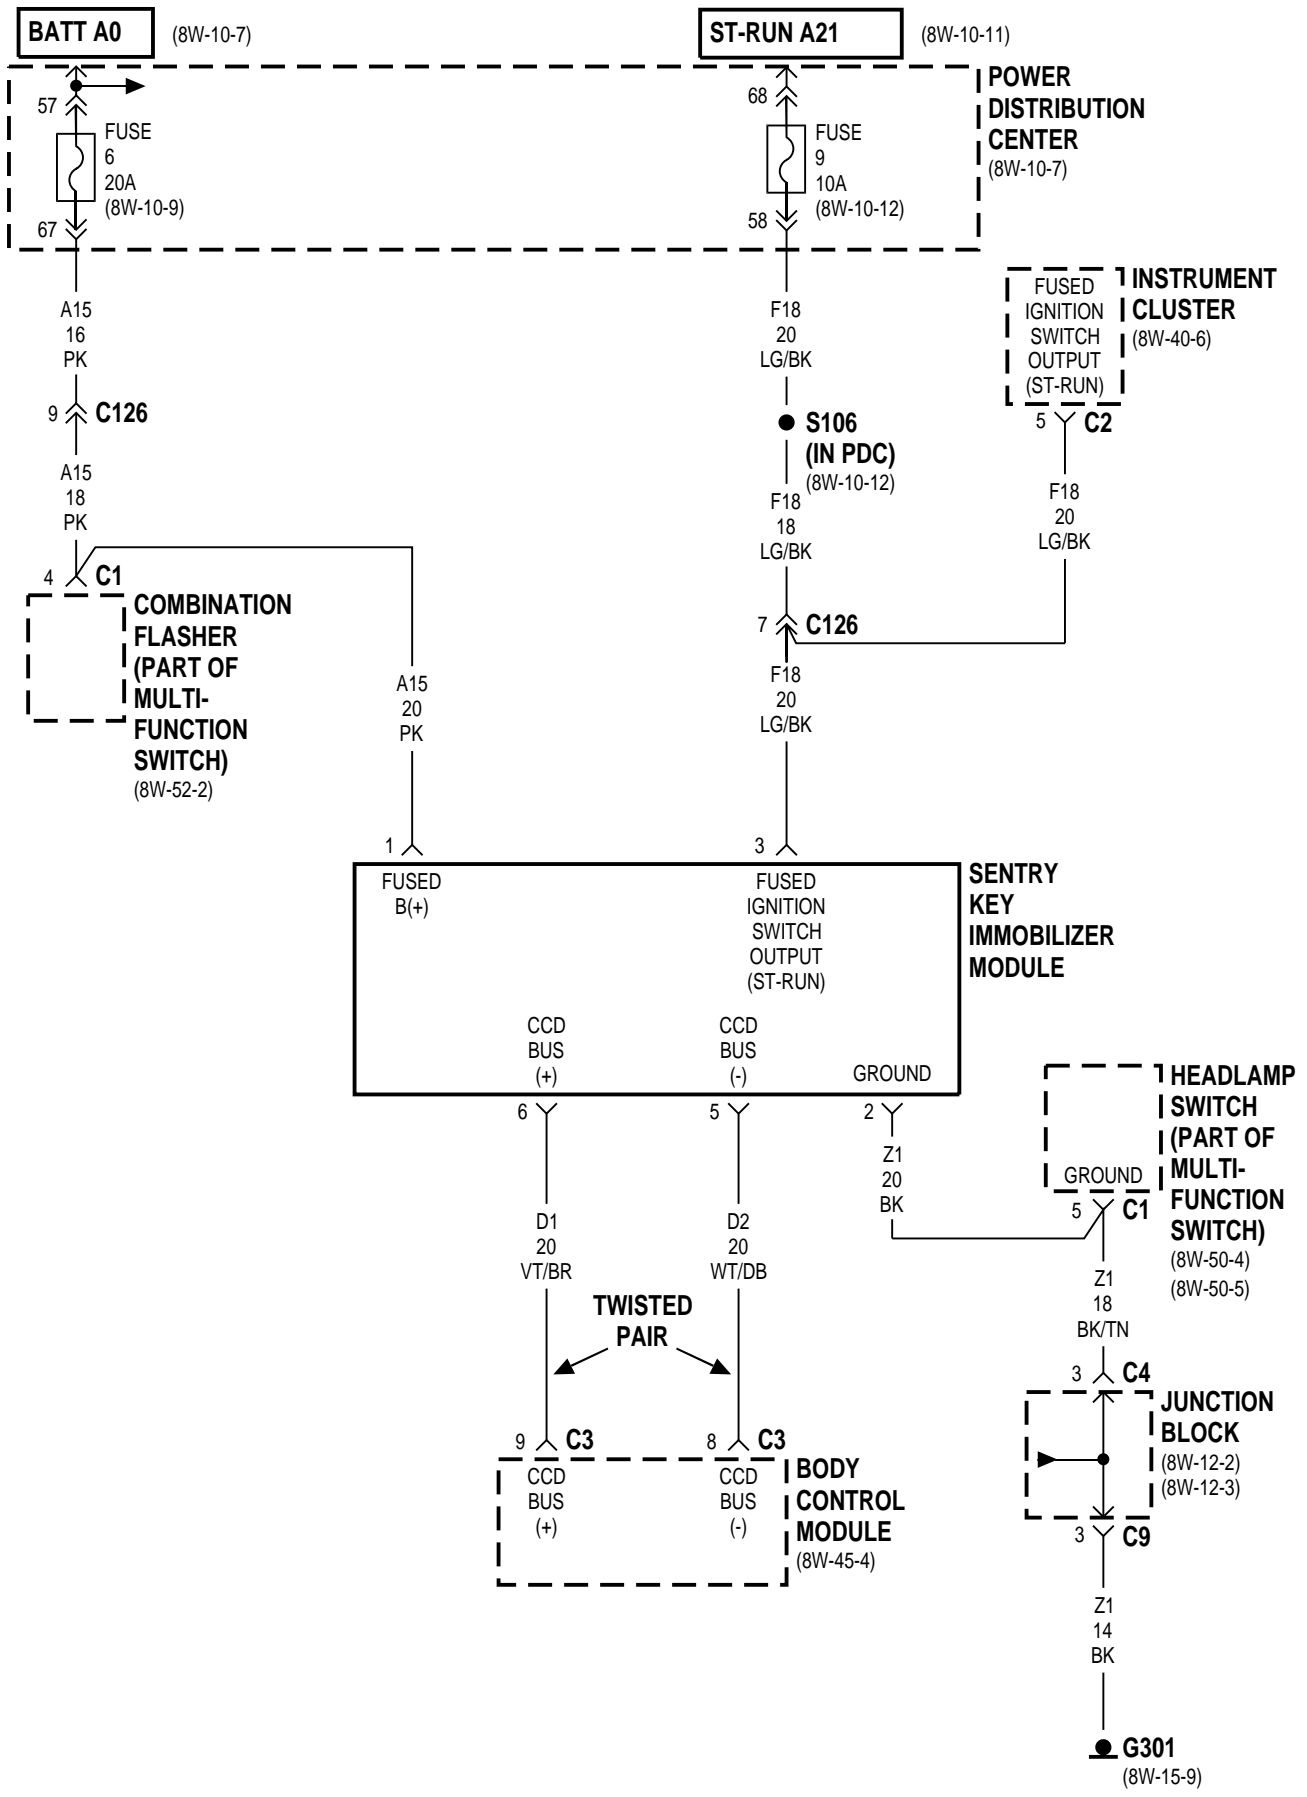 BATT A0
(8W-10-7)
ST-RUN A21
(8W-10-11)
POWER
DISTRIBUTION
CENTER
(8W-10-7)
57
FUSE
6
20A
(8W-10-9)
67
68
FUSE
9
10A
(8W-10-12)
58
A15
16
PK
9
C126
A15
18
PK
4
C1
COMBINATION
FLASHER
(PART OF
MULTI-
FUNCTION
SWITCH)
(8W-52-2)
A15
20
PK
F18
20
LG/BK
S106
(IN PDC)
(8W-10-12)
F18
18
LG/BK
7
C126
F18
20
LG/BK
FUSED
IGNITION
SWITCH
OUTPUT
(ST-RUN)
INSTRUMENT
CLUSTER
(8W-40-6)
5
C2
F18
20
LG/BK
1
3
FUSED
B(+)
FUSED
IGNITION
SWITCH
OUTPUT
(ST-RUN)
SENTRY
KEY
IMMOBILIZER
MODULE
CCD
BUS
(+)
CCD
BUS
(-)
GROUND
6
5
2
D1
20
VT/BR
D2
20
WT/DB
Z1
20
BK
TWISTED
PAIR
9
C3
8
C3
CCD
BUS
(+)
CCD
BUS
(-)
BODY
CONTROL
MODULE
(8W-45-4)
GROUND
HEADLAMP
SWITCH
(PART OF
MULTI-
FUNCTION
SWITCH)
(8W-50-4)
(8W-50-5)
5
C1
Z1
18
BK/TN
3
C4
JUNCTION
BLOCK
(8W-12-2)
(8W-12-3)
3
C9
Z1
14
BK
G301
(8W-15-9)